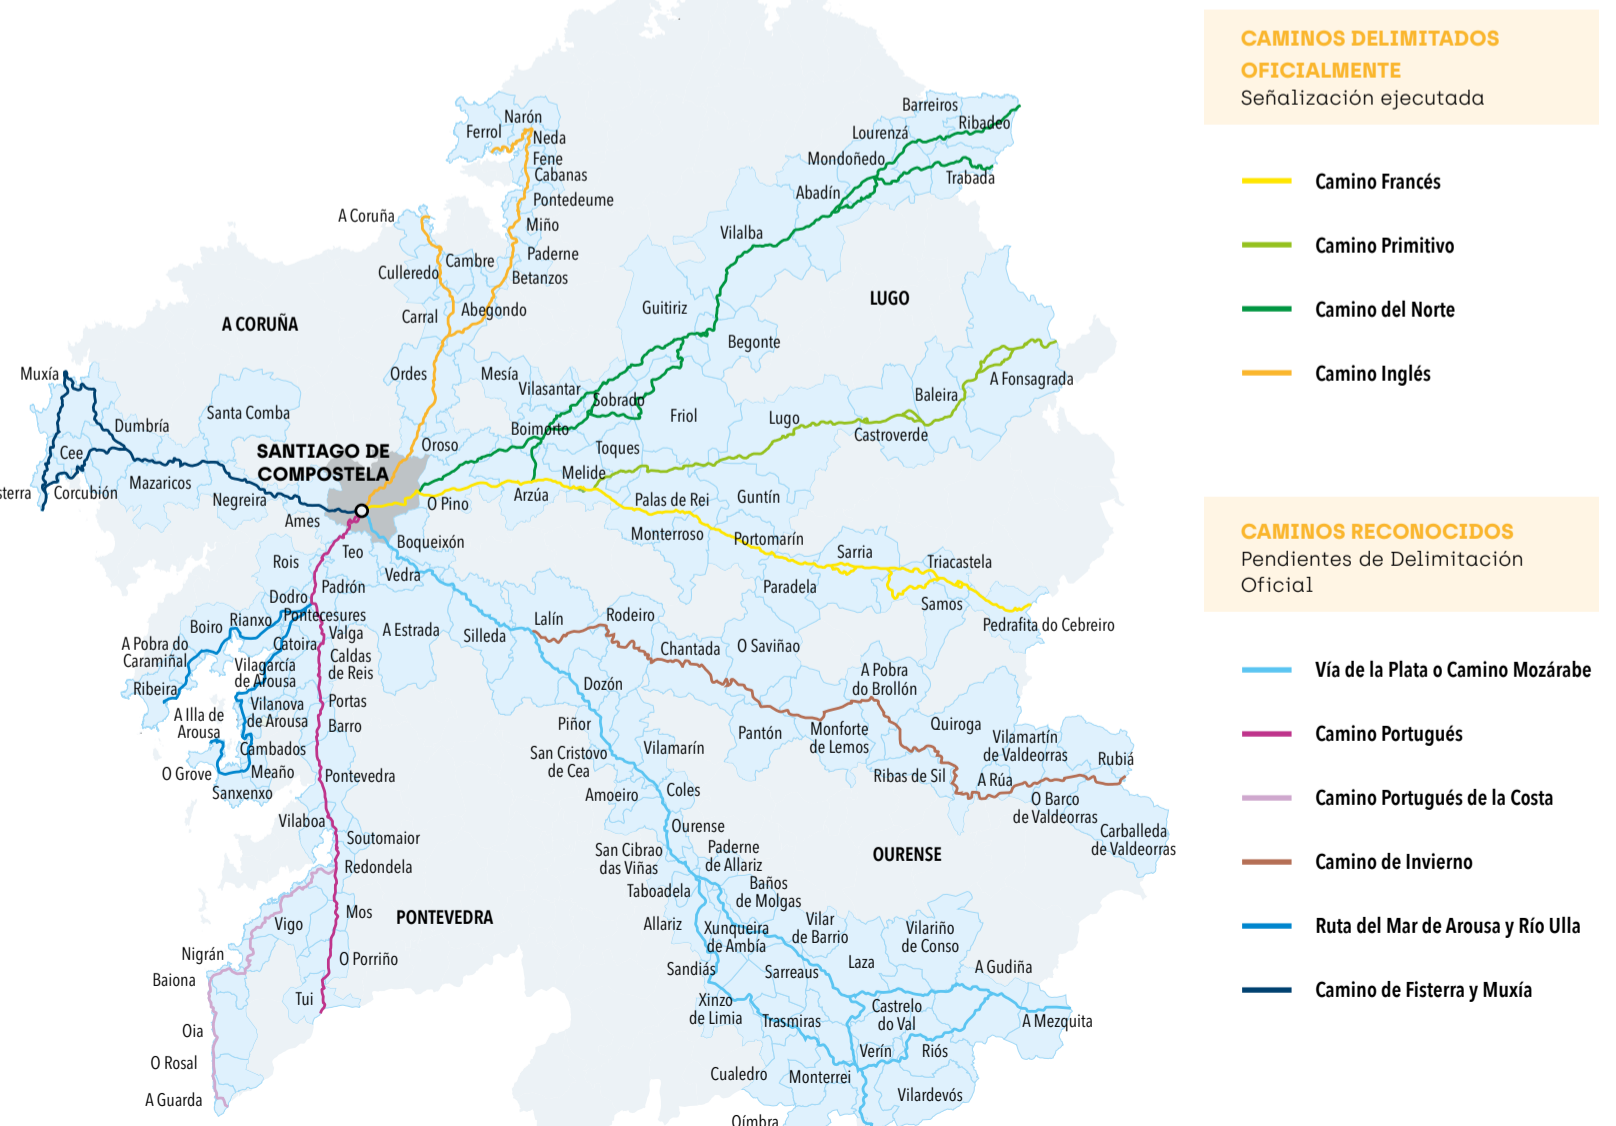 Narón
Ferrol
Neda
Fene
Cabanas
Pontedeume
A Coruña
Miño
Paderne
Cambre
Culleredo
Betanzos
Abegondo
Carral
A CORUÑA
Barreiros
Ribadeo
Lourenzá
Mondoñedo
Trabada
Abadín
Vilalba
LUGO
Guitiriz
Begonte
Muxía
Ordes
Mesía
Vilasantar
Sobrado
A Fonsagrada
Baleira
Santa Comba
Friol
Lugo
Dumbría
Boimorto
Castroverde
SANTIAGO DE
COMPOSTELA
Oroso
Toques
Cee
Melide
Mazaricos
sterra
Corcubión
Negreira
Arzúa
O Pino
Palas de Rei
Guntín
Ames
Monterroso
Portomarín
Boqueixón
Teo
Sarria
Triacastela
Rois
Vedra
Padrón
Paradela
Samos
Dodro
Pontecesures
Rianxo
Boiro
Valga
A Estrada
Silleda
Lalín
Rodeiro
Pedrafita do Cebreiro
A Pobra do
Caramiñal
Catoira
Caldas
de Reis
Chantada
O Saviñao
Vilagarcía
de Arousa
A Pobra
do Brollón
Ribeira
Dozón
Portas
Vilanova
de Arousa
A Illa de
Arousa
Barro
Piñor
Pantón
Monforte
de Lemos
Quiroga
Vilamartín
de Valdeorras
Cambados
Vilamarín
San Cristovo
de Cea
Rubiá
O Grove
Meaño
Pontevedra
Ribas de Sil
A Rúa
Sanxenxo
Amoeiro
Coles
O Barco
de Valdeorras
Vilaboa
Ourense
Carballeda
de Valdeorras
Soutomaior
San Cibrao
das Viñas
Paderne
de Allariz
OURENSE
Redondela
Taboadela
Baños
de Molgas
PONTEVEDRA
Mos
Vigo
Allariz
Xunqueira
de Ambía
Vilar
de Barrio
Vilariño
de Conso
Nigrán
O Porriño
Laza
Baiona
Sandiás
Sarreaus
A Gudiña
Tui
Xinzo
de Limia
Castrelo
do Val
Trasmiras
A Mezquita
Oia
Verín
Riós
O Rosal
Cualedro
Monterrei
A Guarda
Vilardevós
Oímbra
CAMINOS DELIMITADOS
OFICIALMENTE
Señalización ejecutada
Camino Francés
Camino Primitivo
Camino del Norte
Camino Inglés
CAMINOS RECONOCIDOS
Pendientes de Delimitación
Oficial
Vía de la Plata o Camino Mozárabe
Camino Portugués
Camino Portugués de la Costa
Camino de Invierno
Ruta del Mar de Arousa y Río Ulla
Camino de Fisterra y Muxía